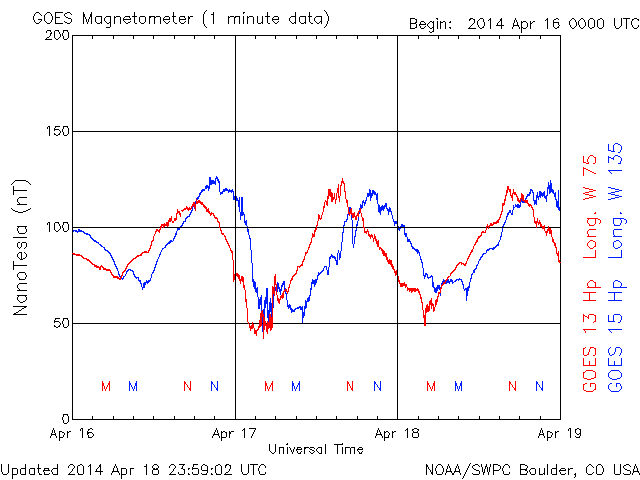 GOES Magnetometer (1 minute data)
Begin: 2014 Apr 16 0000 UTC
200
150
100
50
0
NanoTesla (nT)
M M N N M M N N M M N N
Apr 16 Apr 17 Apr 18 Apr 19
Universal Time
GOES 13 Hp Long. W 75
GOES 15 Hp Long. W 135
Updated 2014 Apr 18 23:59:02 UTC
NOAA/SWPC Boulder, CO USA